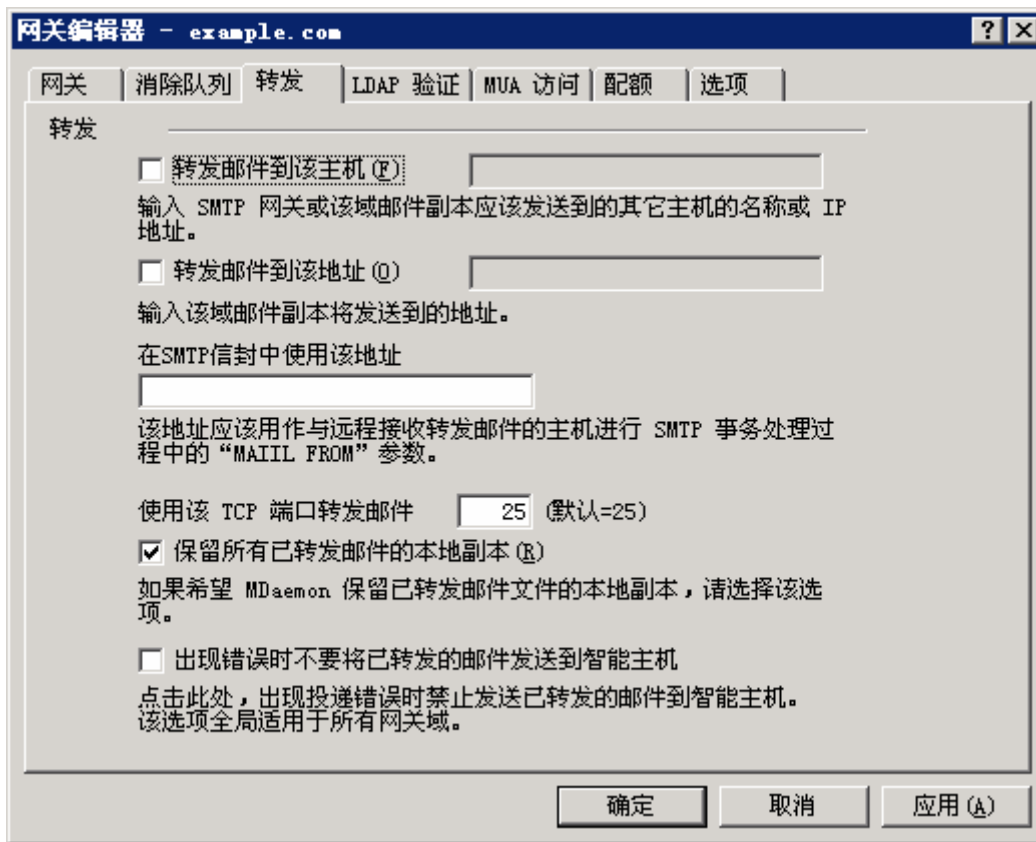 网关编辑器 - example.com
网关 消除队列 转发 LDAP 验证 MUA 访问 配额 选项
转发
转发邮件到该主机(F)
输入 SMTP 网关或该域邮件副本应该发送到的其它主机的名称或 IP
地址。
转发邮件到该地址(O)
输入该域邮件副本将发送到的地址。
在SMTP信封中使用该地址
该地址应该用作与远程接收转发邮件的主机进行 SMTP 事务处理过
程中的“MAIIL FROM”参数。
使用该 TCP 端口转发邮件 25 (默认=25)
保留所有已转发邮件的本地副本(R)
如果希望 MDaemon 保留已转发邮件文件的本地副本，请选择该选
项。
出现错误时不要将已转发的邮件发送到智能主机
点击此处，出现投递错误时禁止发送已转发的邮件到智能主机。
该选项全局适用于所有网关域。
确定 取消 应用(A)